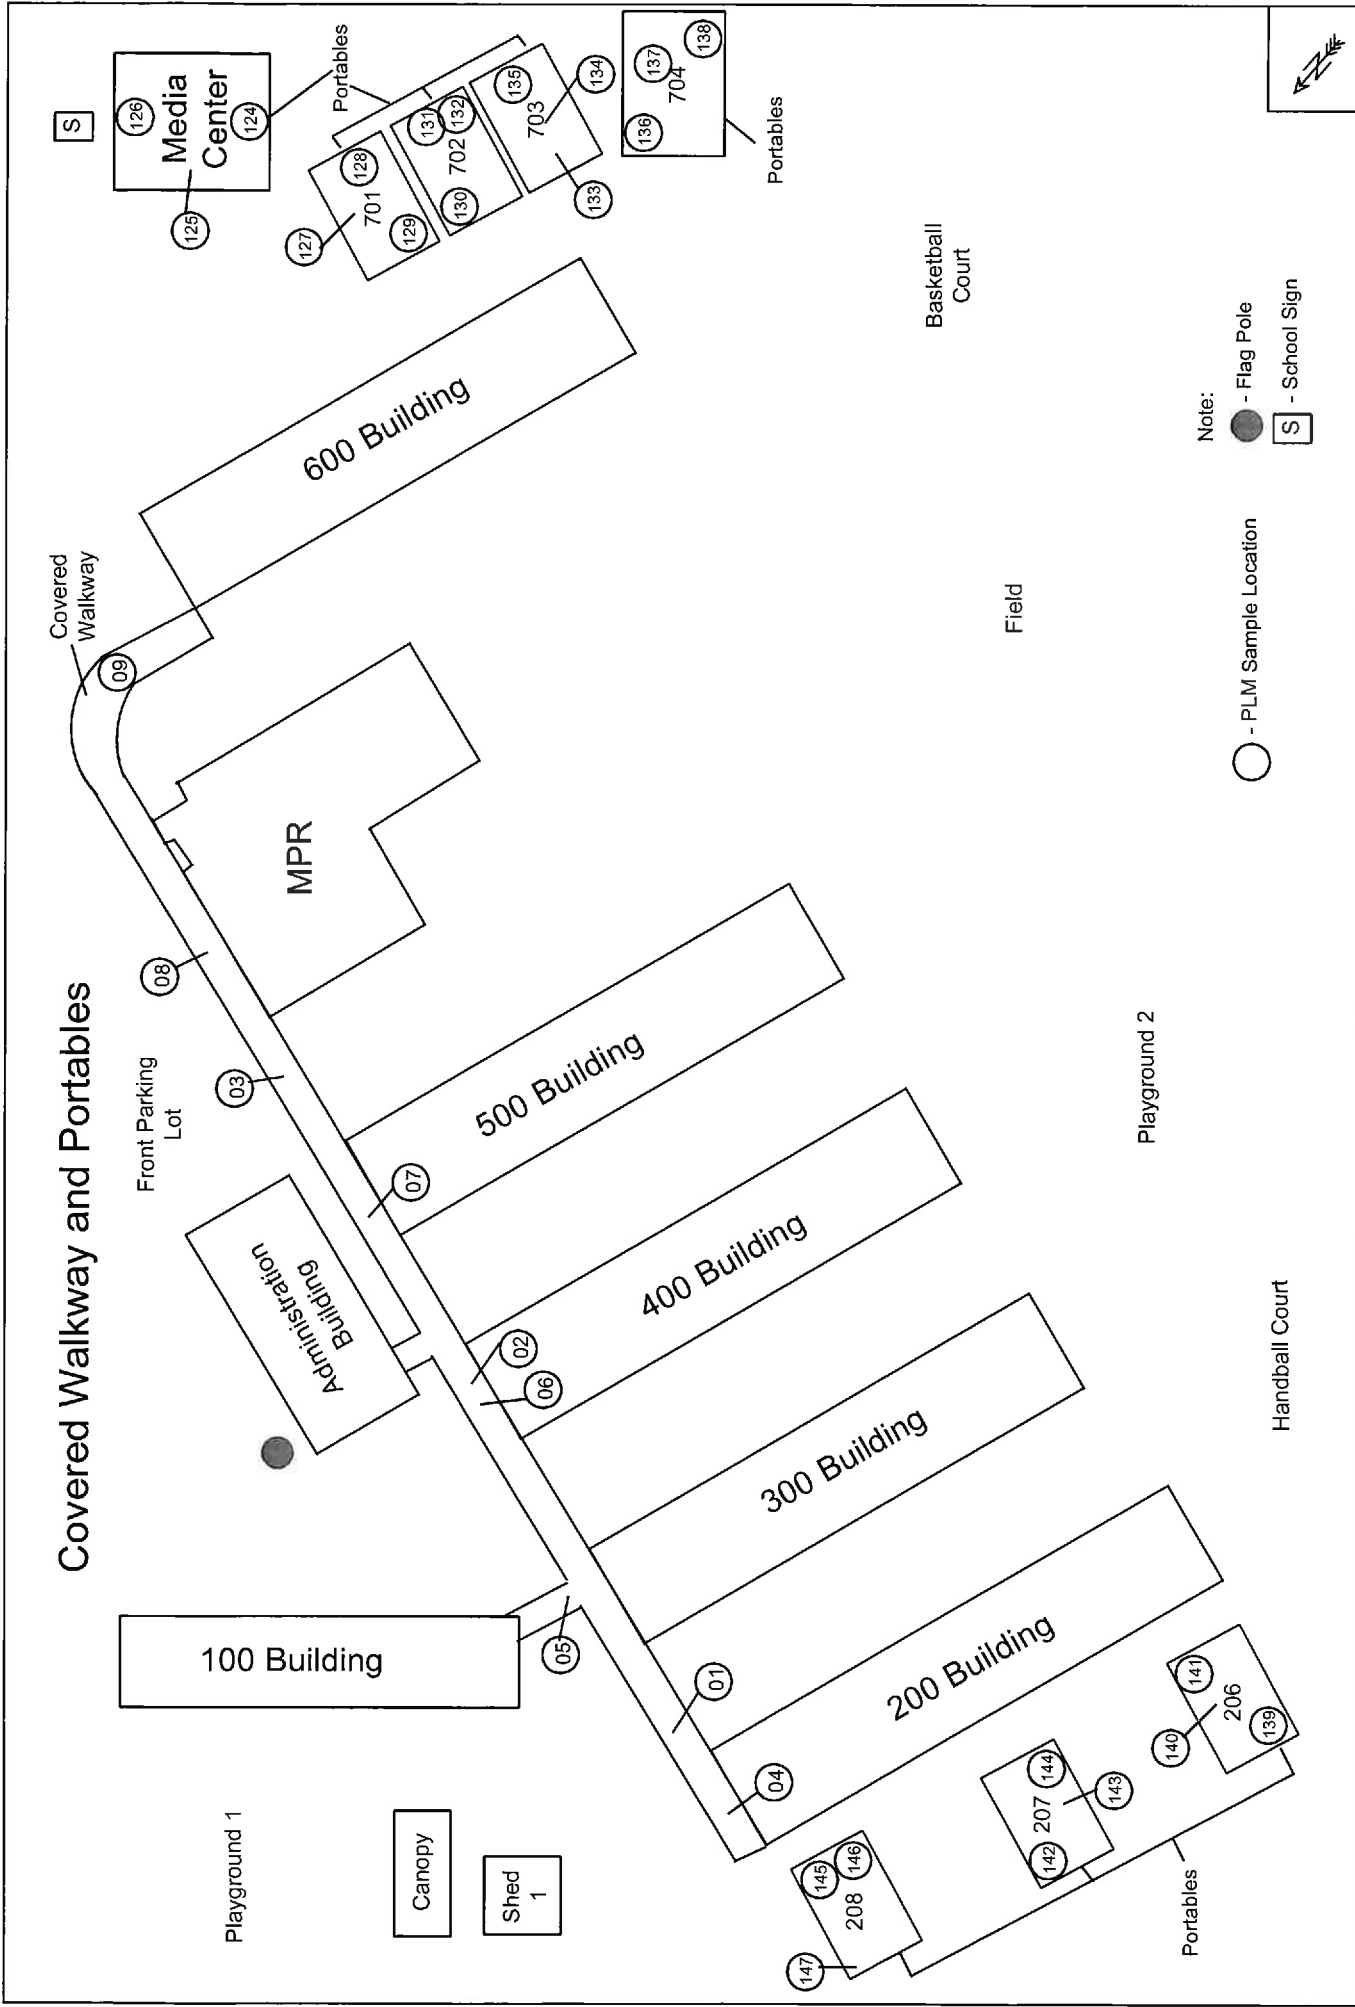 Covered Walkway and Portables
Playground 1
Canopy
Shed
1
100 Building
Front Parking
Lot
Administration
Building
Covered
Walkway
S
Media
Center
126
124
125
Portables
127
128
701
129
131
132
702
130
135
703
134
133
137
138
704
136
Portables
600 Building
09
MPR
08
03
07
500 Building
02
06
400 Building
300 Building
05
01
04
200 Building
145
146
208
147
144
207
142
143
141
206
139
140
Portables
Basketball
Court
Field
Playground 2
Handball Court
Note:
- Flag Pole
S
- School Sign
- PLM Sample Location
N